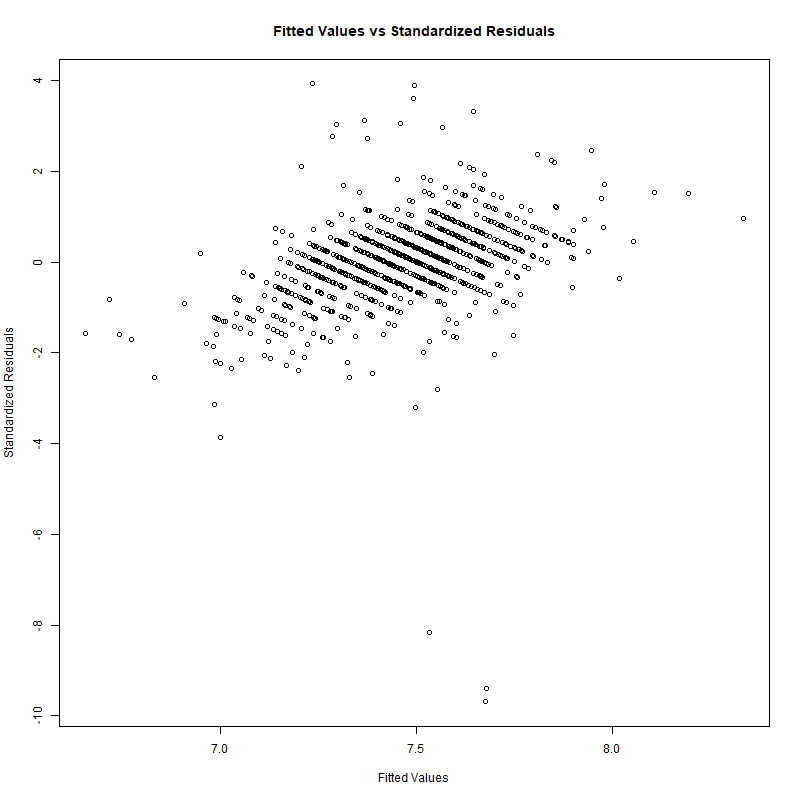 Fitted Values vs Standardized Residuals
Standardized Residuals
4
2
0
-2
-4
-6
-8
-10
7.0 7.5 8.0
Fitted Values